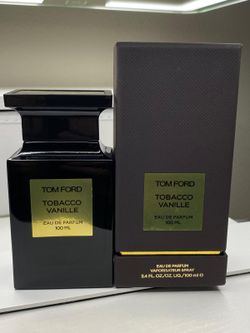 TOM FORD
TOBACCO
VANILLE
EAU DE PARFUM
100 ML
TOM FORD
TOBACCO
VANILLE
EAU DE PARFUM
100 ML
EAU DE PARFUM
VAPORISATEUR SPRAY
3.4 FL.OZ./OZ. LIQ./100 ml ℮